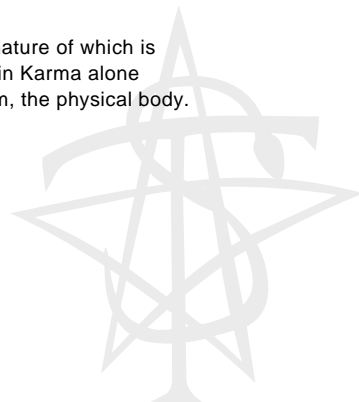 nature of which is
in Karma alone
m, the physical body.